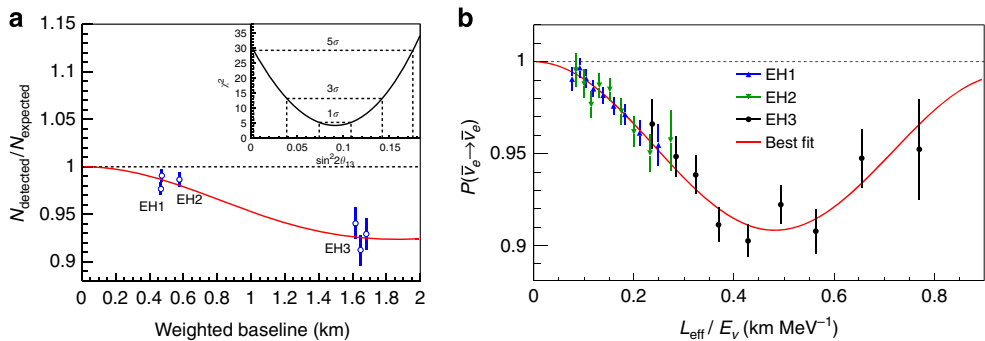 a
1.15
1.1
1.05
1
0.95
0.9
N_detected/N_expected
0 0.2 0.4 0.6 0.8 1 1.2 1.4 1.6 1.8 2
Weighted baseline (km)
EH1
EH2
EH3
35
30
25
20
15
10
5
0
χ²
5σ
3σ
1σ
0 0.05 0.1 0.15
sin²2θ₁₃
b
1
0.95
0.9
P(ν̅ₑ→ν̅ₑ)
EH1
EH2
EH3
Best fit
0 0.2 0.4 0.6 0.8
L_eff / E_ν (km MeV⁻¹)